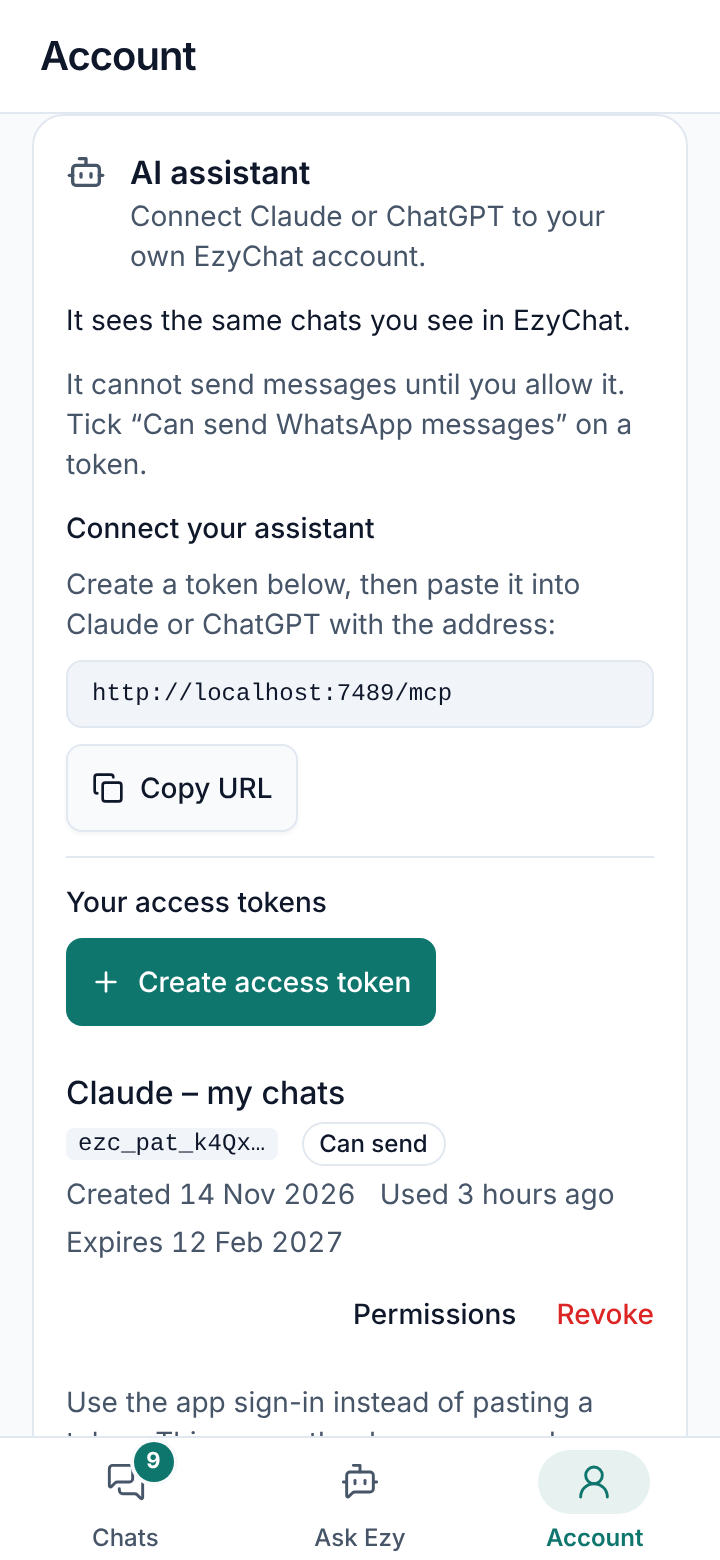 Account
AI assistant
Connect Claude or ChatGPT to your
own EzyChat account.
It sees the same chats you see in EzyChat.
It cannot send messages until you allow it.
Tick “Can send WhatsApp messages” on a
token.
Connect your assistant
Create a token below, then paste it into
Claude or ChatGPT with the address:
http://localhost:7489/mcp
Copy URL
Your access tokens
Create access token
Claude – my chats
ezc_pat_k4Qx… Can send
Created 14 Nov 2026 Used 3 hours ago
Expires 12 Feb 2027
Permissions Revoke
Use the app sign-in instead of pasting a
9
Chats Ask Ezy Account